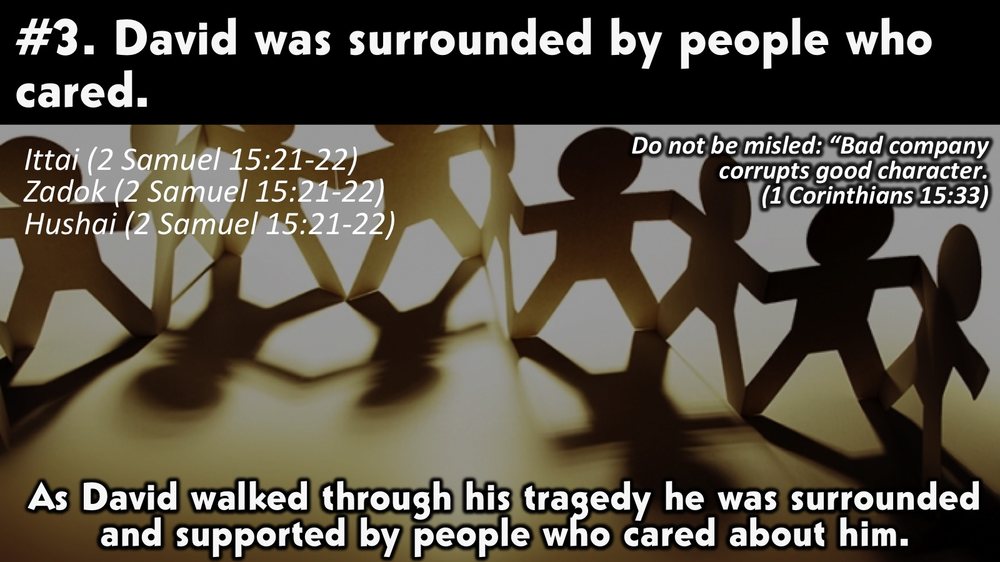 #3. David was surrounded by people who
cared.
Ittai (2 Samuel 15:21-22)
Zadok (2 Samuel 15:21-22)
Hushai (2 Samuel 15:21-22)
Do not be misled: “Bad company
corrupts good character.
(1 Corinthians 15:33)
As David walked through his tragedy he was surrounded
and supported by people who cared about him.